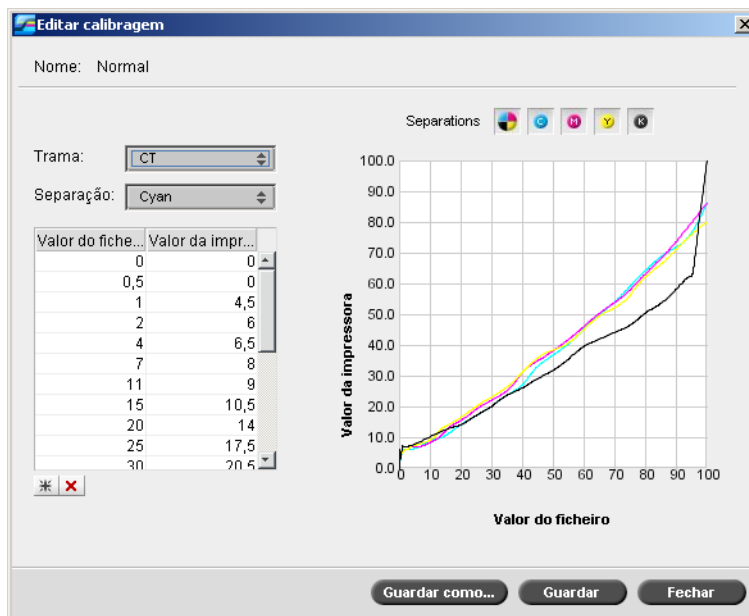 Editar calibragem
Nome: Normal
Separations C M Y K
Trama: CT
Separação: Cyan
Valor do fiche... Valor da impr...
0 0
0,5 0
1 4,5
2 6
4 6,5
7 8
11 9
15 10,5
20 14
25 17,5
30 20,5
Valor da impressora
100.0
90.0
80.0
70.0
60.0
50.0
40.0
30.0
20.0
10.0
0.0
0 10 20 30 40 50 60 70 80 90 100
Valor do ficheiro
Guardar como... Guardar Fechar